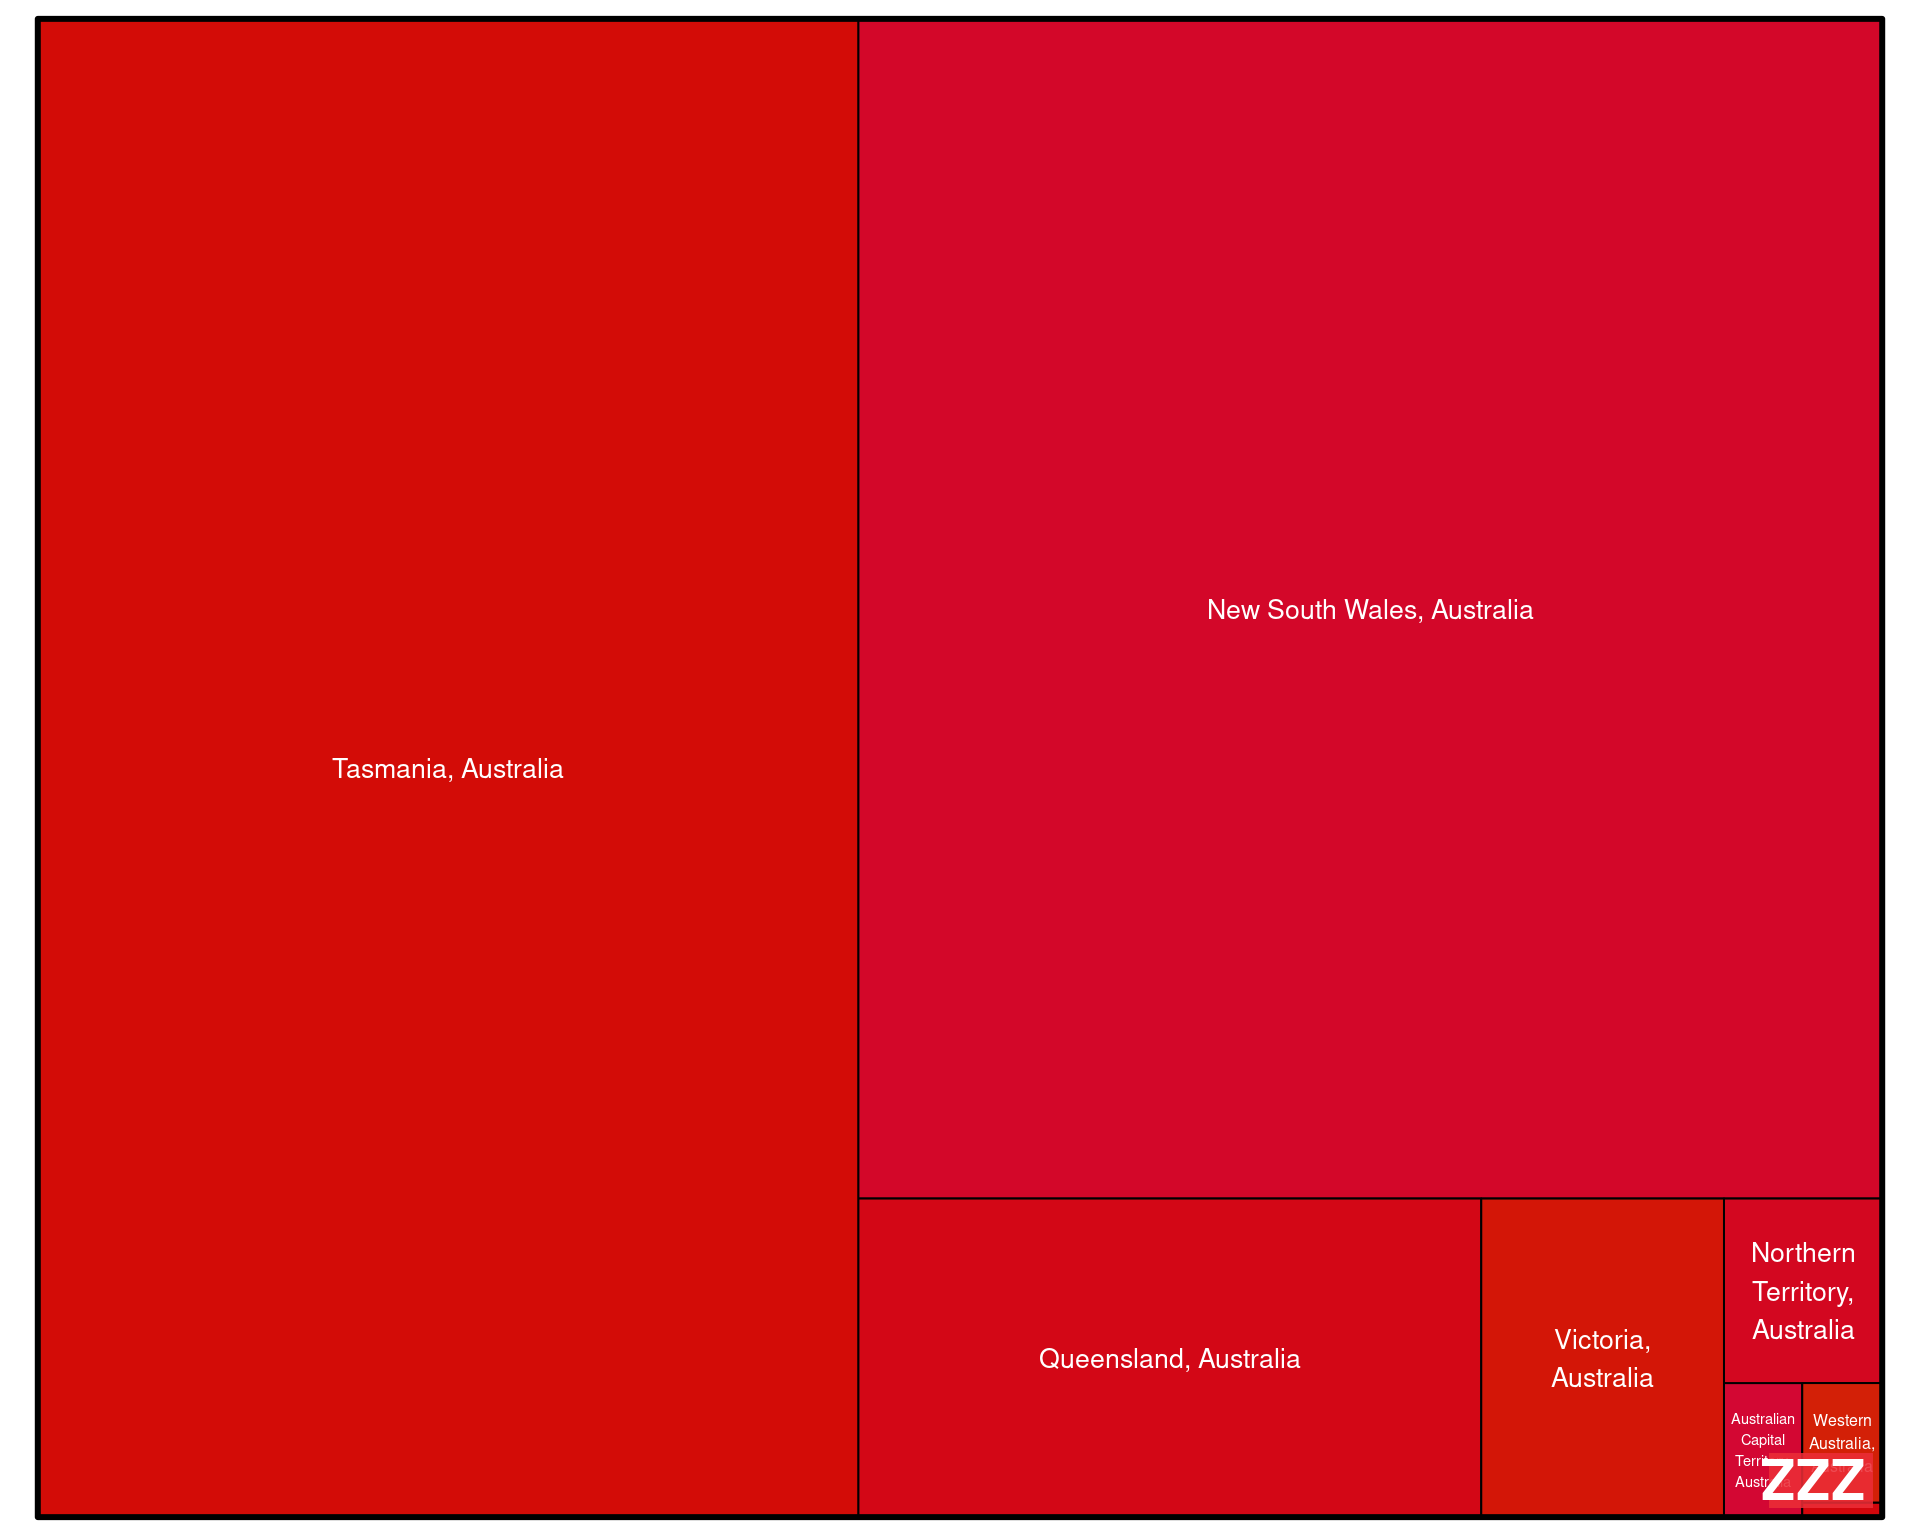 Tasmania, Australia
New South Wales, Australia
Queensland, Australia
Victoria,
Australia
Northern
Territory,
Australia
Australian
Capital
Western
Australia,
ZZZ